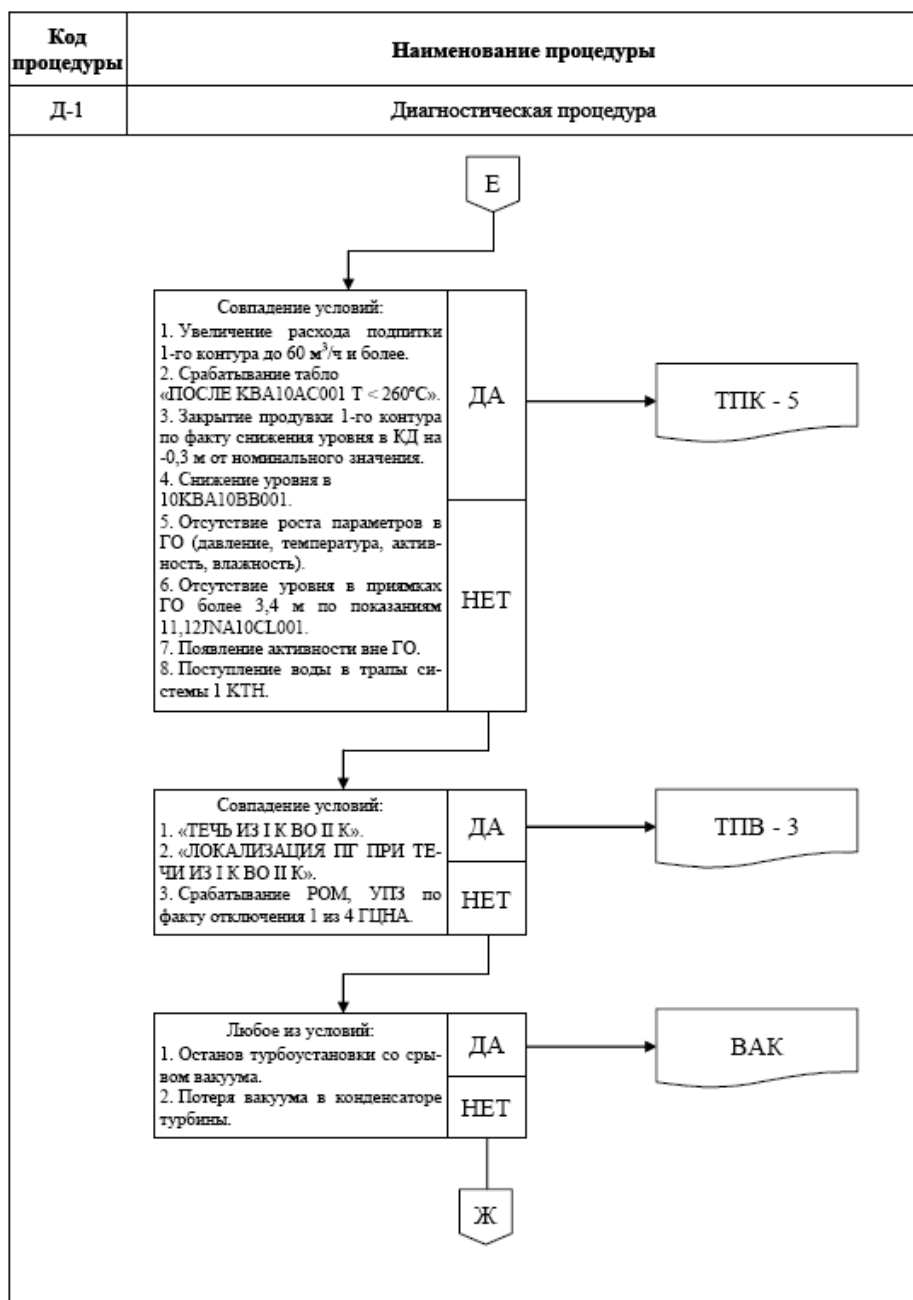 Код процедуры
Наименование процедуры
Д-1
Диагностическая процедура
Е
Совпадение условий:
1. Увеличение расхода подпитки
1-го контура до 60 м³/ч и более.
2. Срабатывание табло
«ПОСЛЕ КВА10АС001 Т < 260°С».
3. Закрытие продувки 1-го контура
по факту снижения уровня в КД на
-0,3 м от номинального значения.
4. Снижение уровня в
10КВА10ВВ001.
5. Отсутствие роста параметров в
ГО (давление, температура, актив-
ность, влажность).
6. Отсутствие уровня в приямках
ГО более 3,4 м по показаниям
11,12JNA10CL001.
7. Появление активности вне ГО.
8. Поступление воды в трапы си-
стемы 1 КТН.
ДА
НЕТ
ТПК - 5
Совпадение условий:
1. «ТЕЧЬ ИЗ I К ВО II К».
2. «ЛОКАЛИЗАЦИЯ ПГ ПРИ ТЕ-
ЧИ ИЗ I К ВО II К».
3. Срабатывание РОМ, УПЗ по
факту отключения 1 из 4 ГЦНА.
ДА
НЕТ
ТПВ - 3
Любое из условий:
1. Останов турбоустановки со сры-
вом вакуума.
2. Потеря вакуума в конденсаторе
турбины.
ДА
НЕТ
ВАК
Ж